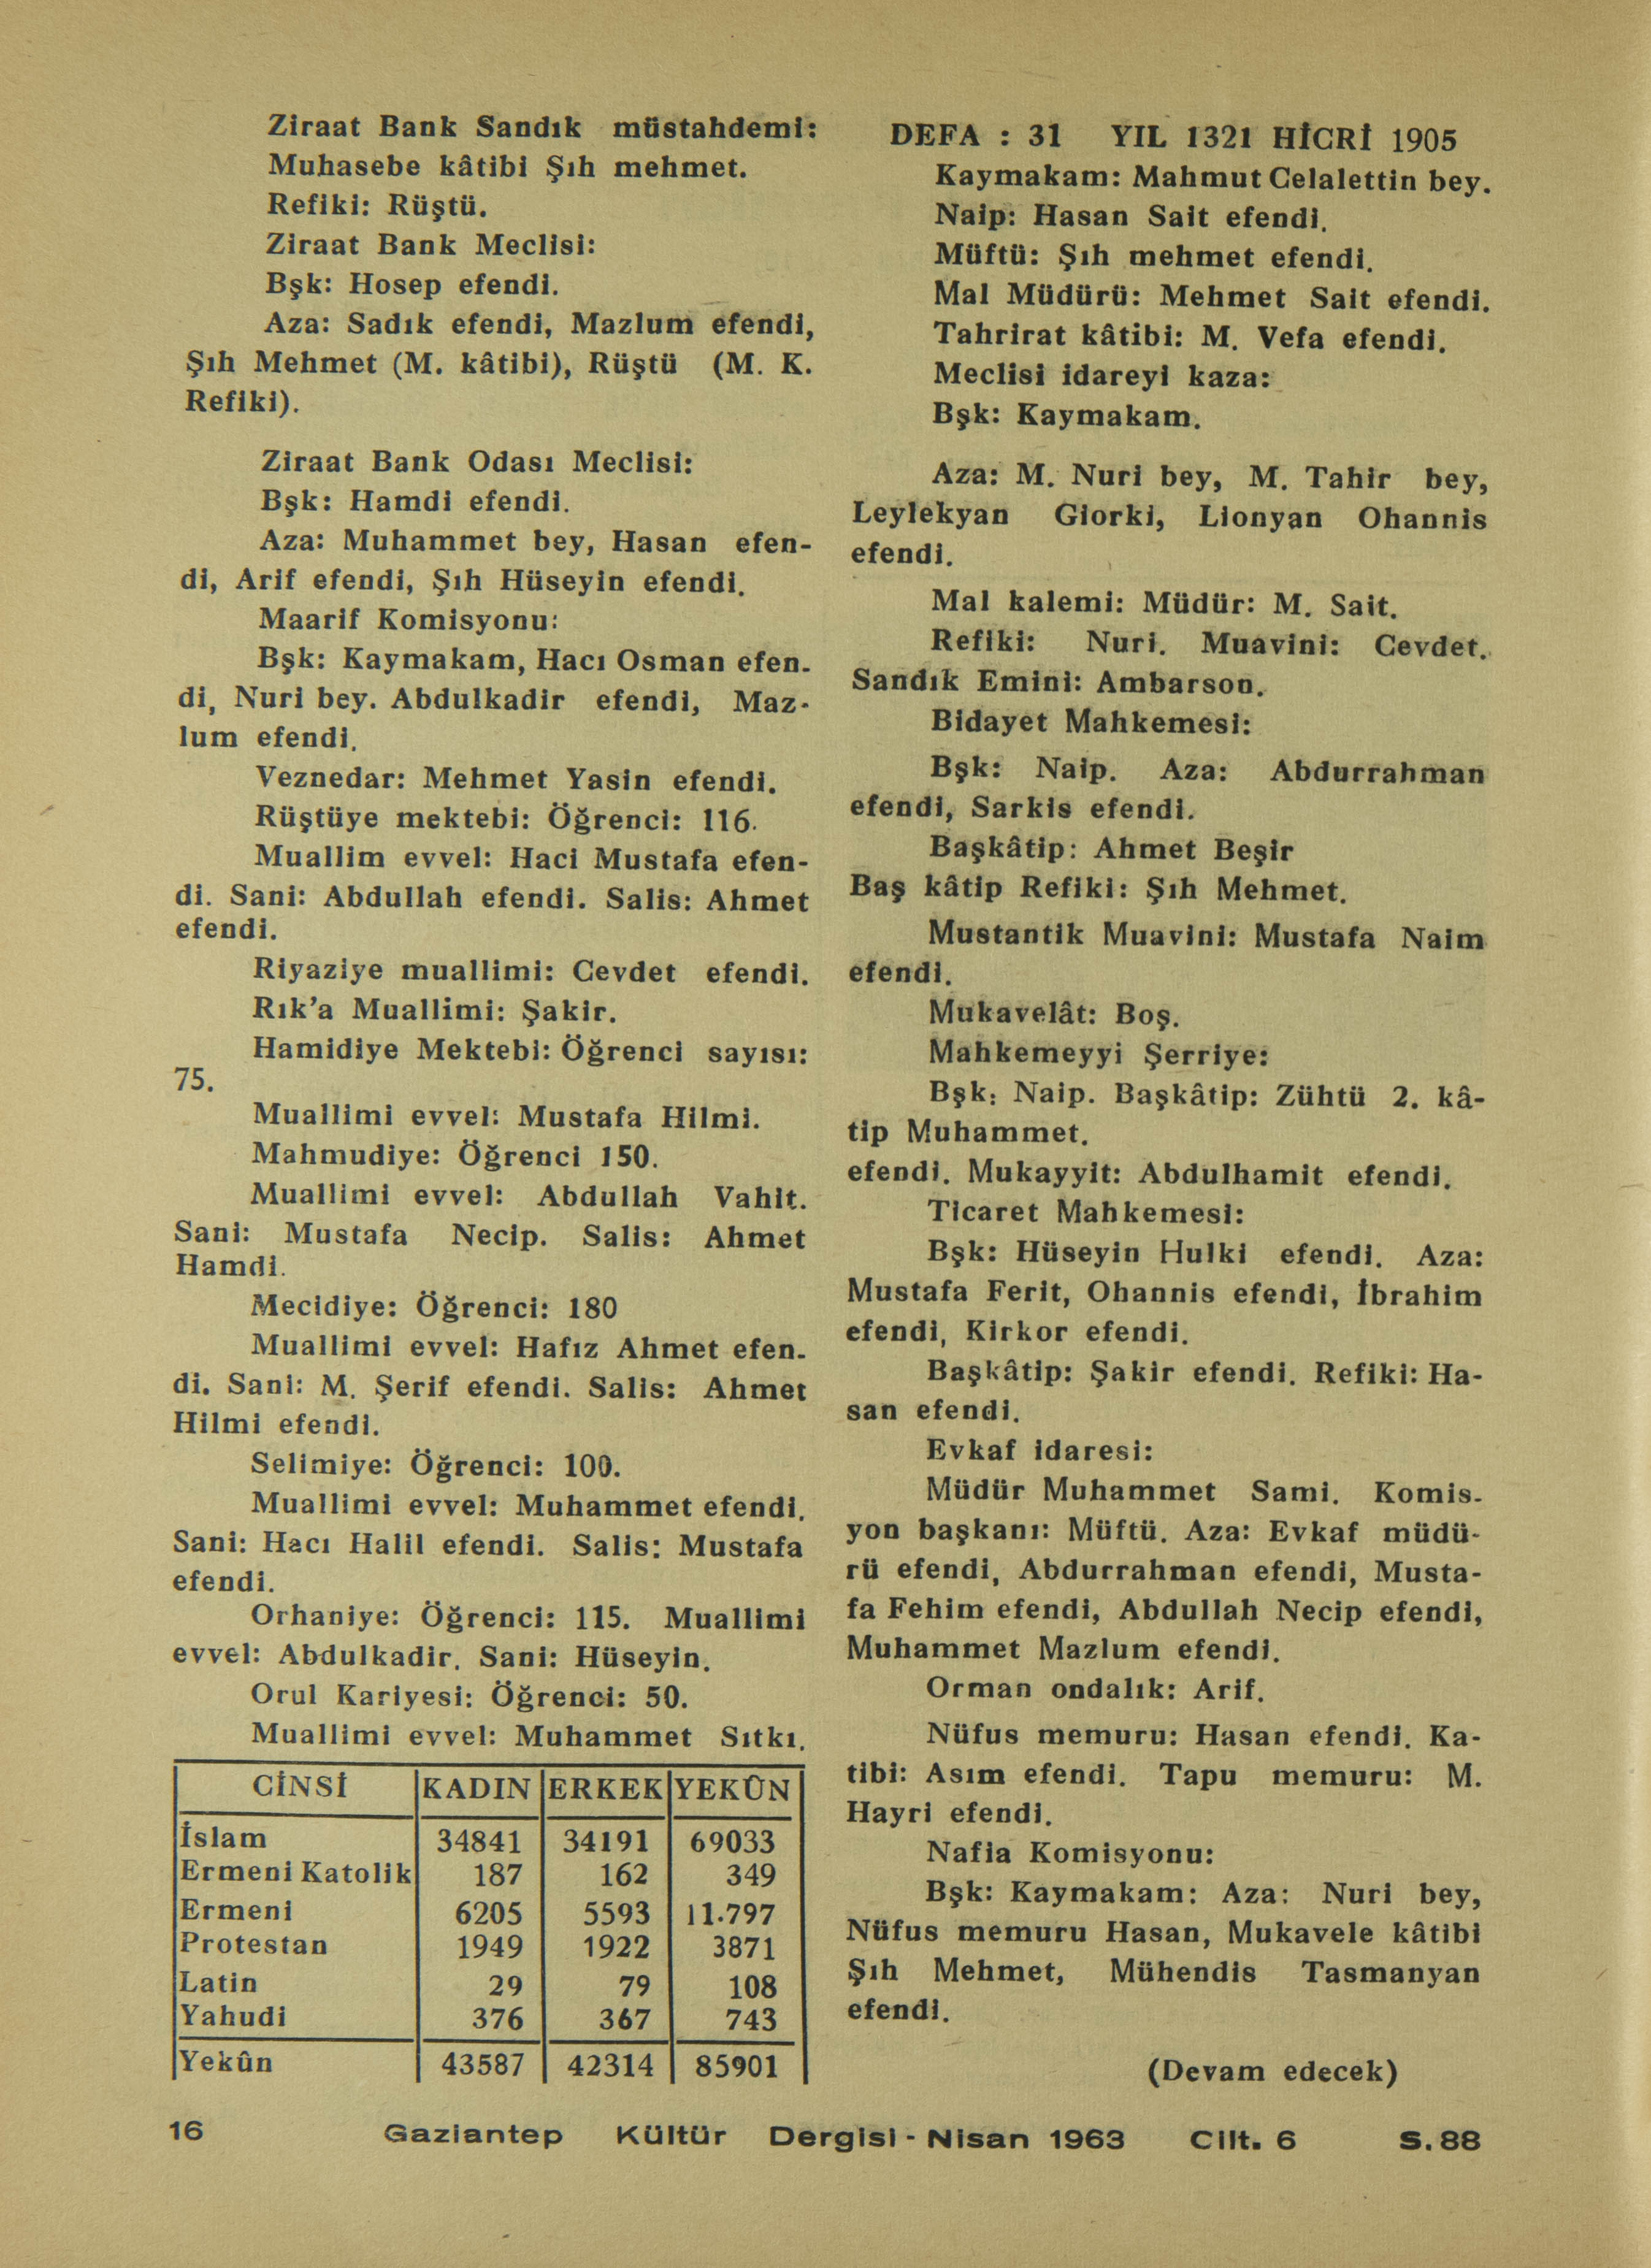 Ziraat Bank Sandık müstahdemi:
Muhasebe kâtibi Şıh mehmet.
Refiki: Rüştü.
Ziraat Bank Meclisi:
Bşk: Hosep efendi.
Aza: Sadık efendi, Mazlum efendi,
Şıh Mehmet (M. kâtibi), Rüştü (M. K.
Refiki).
Ziraat Bank Odası Meclisi:
Bşk: Hamdi efendi.
Aza: Muhammet bey, Hasan efen-
di, Arif efendi, Şıh Hüseyin efendi.
Maarif Komisyonu:
Bşk: Kaymakam, Hacı Osman efen.
di, Nuri bey. Abdulkadir efendi, Maz-
lum efendi.
Veznedar: Mehmet Yasin efendi.
Rüştüye mektebi: Öğrenci: 116.
Muallim evvel: Haci Mustafa efen-
di. Sani: Abdullah efendi. Salis: Ahmet
efendi.
Riyaziye muallimi: Cevdet efendi.
Rık'a Muallimi: Şakir.
Hamidiye Mektebi: Öğrenci sayısı:
75.
Muallimi evvel: Mustafa Hilmi.
Mahmudiye: Öğrenci 150.
Muallimi evvel: Abdullah Vahit.
Sani: Mustafa Necip. Salis: Ahmet
Hamdi.
Mecidiye: Öğrenci: 180
Muallimi evvel: Hafız Ahmet efen.
di. Sani: M. Şerif efendi. Salis: Ahmet
Hilmi efendi.
Selimiye: Öğrenci: 100.
Muallimi evvel: Muhammet efendi.
Sani: Hacı Halil efendi. Salis: Mustafa
efendi.
Orhaniye: Öğrenci: 115. Muallimi
evvel: Abdulkadir. Sani: Hüseyin.
Orul Kariyesi: Öğrenci: 50.
Muallimi evvel: Muhammet Sıtkı.
CİNSİ KADIN ERKEK YEKÛN
İslam 34841 34191 69033
Ermeni Katolik 187 162 349
Ermeni 6205 5593 11.797
Protestan 1949 1922 3871
Latin 29 79 108
Yahudi 376 367 743
Yekûn 43587 42314 85901
DEFA : 31 YIL 1321 HİCRİ 1905
Kaymakam: Mahmut Celalettin bey.
Naip: Hasan Sait efendi.
Müftü: Şıh mehmet efendi.
Mal Müdürü: Mehmet Sait efendi.
Tahrirat kâtibi: M. Vefa efendi.
Meclisi idareyi kaza:
Bşk: Kaymakam.
Aza: M. Nuri bey, M. Tahir bey,
Leylekyan Giorki, Lionyan Ohannis
efendi.
Mal kalemi: Müdür: M. Sait.
Refiki: Nuri. Muavini: Cevdet.
Sandık Emini: Ambarson.
Bidayet Mahkemesi:
Bşk: Naip. Aza: Abdurrahman
efendi, Sarkis efendi.
Başkâtip: Ahmet Beşir
Baş kâtip Refiki: Şıh Mehmet.
Mustantik Muavini: Mustafa Naim
efendi.
Mukavelât: Boş.
Mahkemeyyi Şerriye:
Bşk: Naip. Başkâtip: Zühtü 2. kâ-
tip Muhammet.
efendi. Mukayyit: Abdulhamit efendi.
Ticaret Mahkemesi:
Bşk: Hüseyin Hulki efendi. Aza:
Mustafa Ferit, Ohannis efendi, İbrahim
efendi, Kirkor efendi.
Başkâtip: Şakir efendi. Refiki: Ha-
san efendi.
Evkaf idaresi:
Müdür Muhammet Sami. Komis-
yon başkanı: Müftü. Aza: Evkaf müdü-
rü efendi, Abdurrahman efendi, Musta-
fa Fehim efendi, Abdullah Necip efendi,
Muhammet Mazlum efendi.
Orman ondalık: Arif.
Nüfus memuru: Hasan efendi. Ka-
tibi: Asım efendi. Tapu memuru: M.
Hayri efendi.
Nafia Komisyonu:
Bşk: Kaymakam: Aza: Nuri bey,
Nüfus memuru Hasan, Mukavele kâtibi
Şıh Mehmet, Mühendis Tasmanyan
efendi.
(Devam edecek)
16 Gaziantep Kültür Dergisi - Nisan 1963 Cilt. 6 S. 88